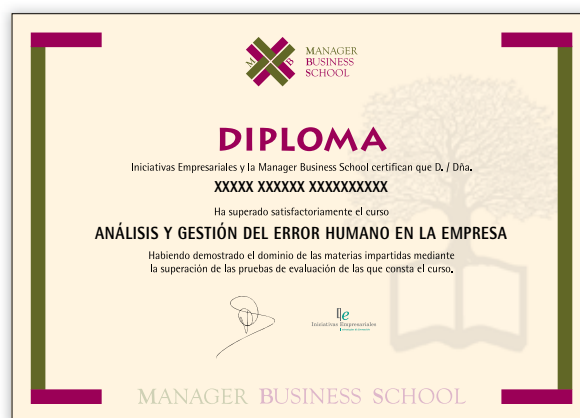 MANAGER
BUSINESS
SCHOOL
M B
DIPLOMA
Iniciativas Empresariales y la Manager Business School certifican que D. / Dña.
XXXXX XXXXXX XXXXXXXXXX
Ha superado satisfactoriamente el curso
ANÁLISIS Y GESTIÓN DEL ERROR HUMANO EN LA EMPRESA
Habiendo demostrado el dominio de las materias impartidas mediante
la superación de las pruebas de evaluación de las que consta el curso.
Ie
Iniciativas Empresariales
MANAGER BUSINESS SCHOOL